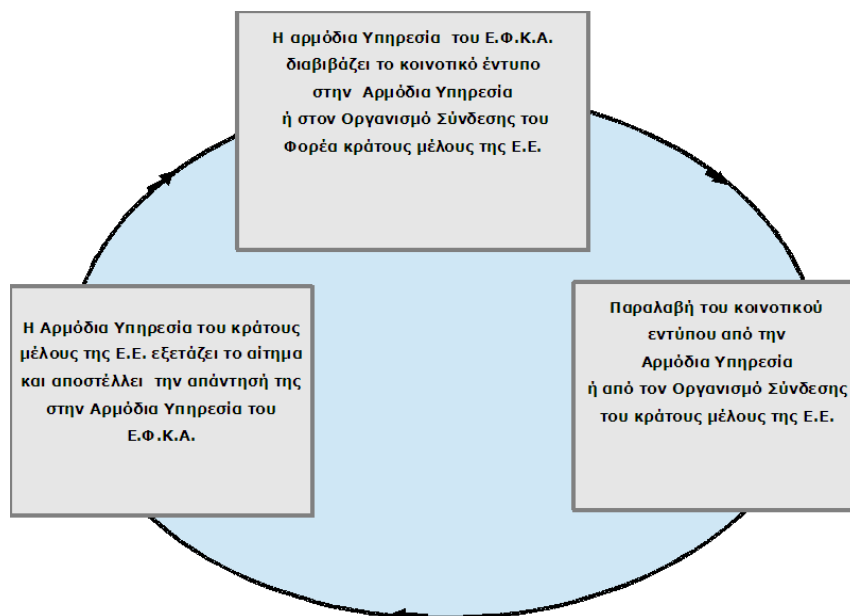 Η αρμόδια Υπηρεσία του Ε.Φ.Κ.Α.
διαβιβάζει το κοινοτικό έντυπο
στην Αρμόδια Υπηρεσία
ή στον Οργανισμό Σύνδεσης του
Φορέα κράτους μέλους της Ε.Ε.
Παραλαβή του κοινοτικού
εντύπου από την
Αρμόδια Υπηρεσία
ή από τον Οργανισμό Σύνδεσης
του κράτους μέλους της Ε.Ε.
Η Αρμόδια Υπηρεσία του κράτους
μέλους της Ε.Ε. εξετάζει το αίτημα
και αποστέλλει την απάντησή της
στην Αρμόδια Υπηρεσία του
Ε.Φ.Κ.Α.